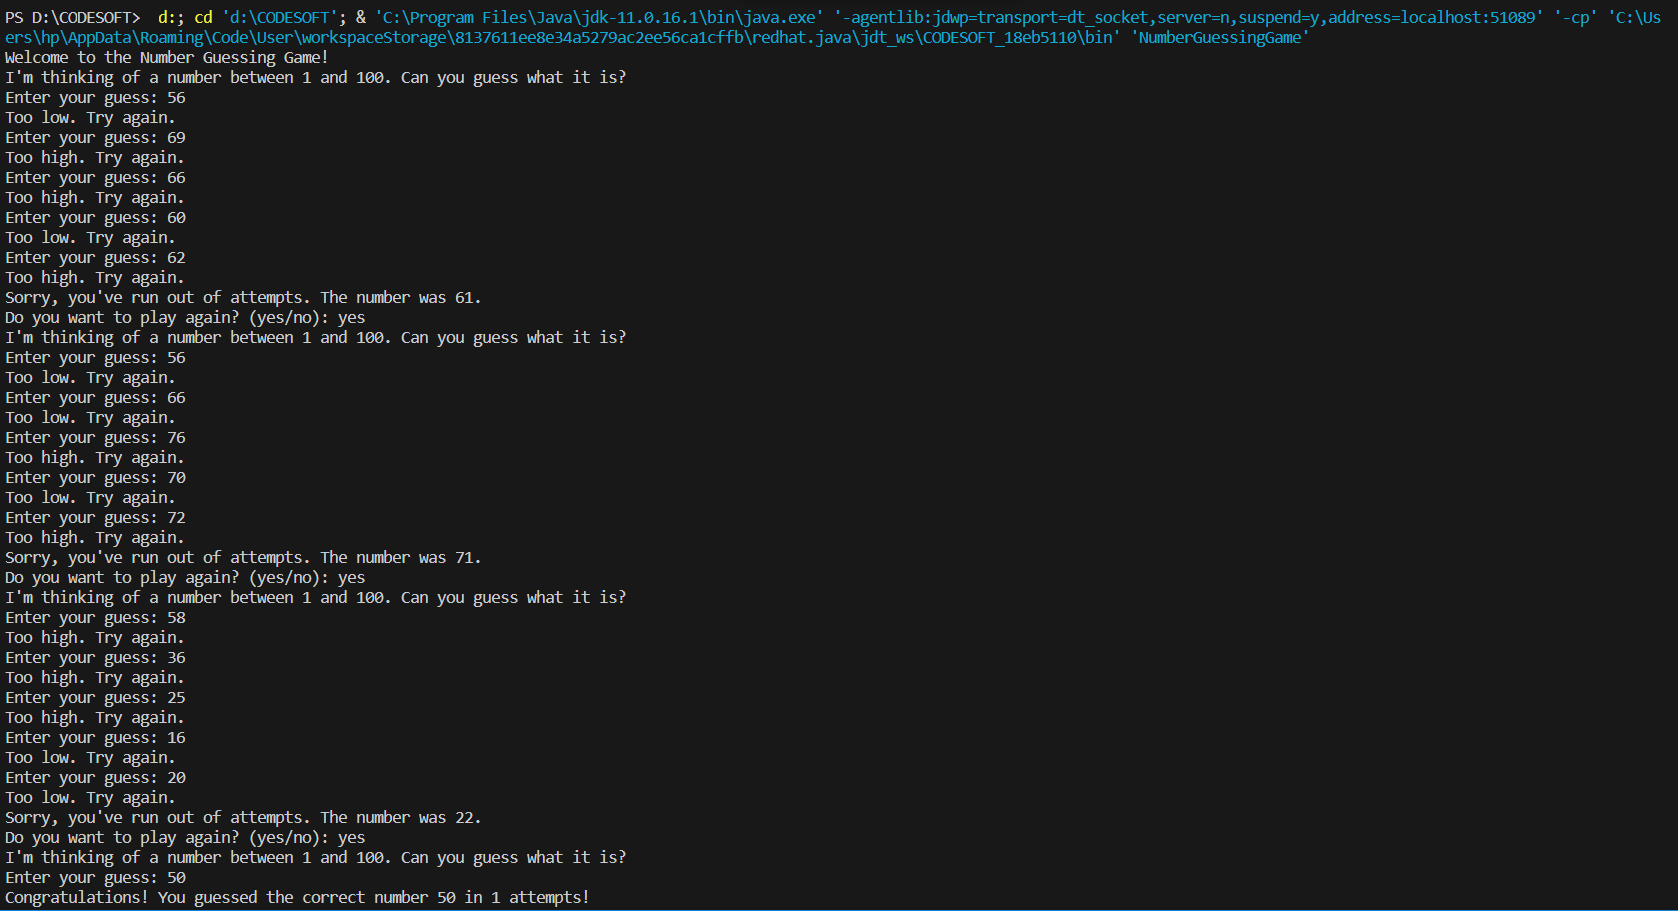 PS D:\CODESOFT>  d:; cd 'd:\CODESOFT'; & 'C:\Program Files\Java\jdk-11.0.16.1\bin\java.exe' '-agentlib:jdwp=transport=dt_socket,server=n,suspend=y,address=localhost:51089' '-cp' 'C:\Us
ers\hp\AppData\Roaming\Code\User\workspaceStorage\8137611ee8e34a5279ac2ee56ca1cffb\redhat.java\jdt_ws\CODESOFT_18eb5110\bin' 'NumberGuessingGame'
Welcome to the Number Guessing Game!
I'm thinking of a number between 1 and 100. Can you guess what it is?
Enter your guess: 56
Too low. Try again.
Enter your guess: 69
Too high. Try again.
Enter your guess: 66
Too high. Try again.
Enter your guess: 60
Too low. Try again.
Enter your guess: 62
Too high. Try again.
Sorry, you've run out of attempts. The number was 61.
Do you want to play again? (yes/no): yes
I'm thinking of a number between 1 and 100. Can you guess what it is?
Enter your guess: 56
Too low. Try again.
Enter your guess: 66
Too low. Try again.
Enter your guess: 76
Too high. Try again.
Enter your guess: 70
Too low. Try again.
Enter your guess: 72
Too high. Try again.
Sorry, you've run out of attempts. The number was 71.
Do you want to play again? (yes/no): yes
I'm thinking of a number between 1 and 100. Can you guess what it is?
Enter your guess: 58
Too high. Try again.
Enter your guess: 36
Too high. Try again.
Enter your guess: 25
Too high. Try again.
Enter your guess: 16
Too low. Try again.
Enter your guess: 20
Too low. Try again.
Sorry, you've run out of attempts. The number was 22.
Do you want to play again? (yes/no): yes
I'm thinking of a number between 1 and 100. Can you guess what it is?
Enter your guess: 50
Congratulations! You guessed the correct number 50 in 1 attempts!